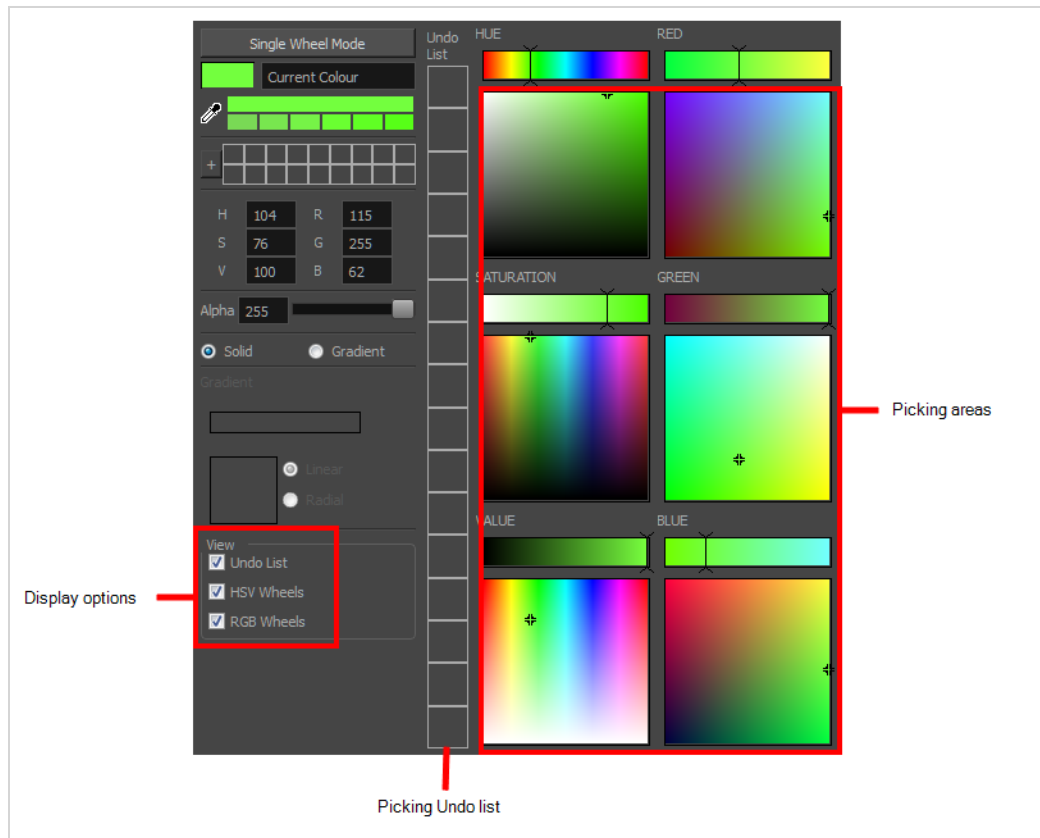 Single Wheel Mode
Current Colour
+
H 104 R 115
S 76 G 255
V 100 B 62
Alpha 255
Solid Gradient
Gradient
Linear
Radial
View
Undo List
HSV Wheels
RGB Wheels
Undo
List
HUE RED
SATURATION GREEN
VALUE BLUE
Display options
Picking areas
Picking Undo list